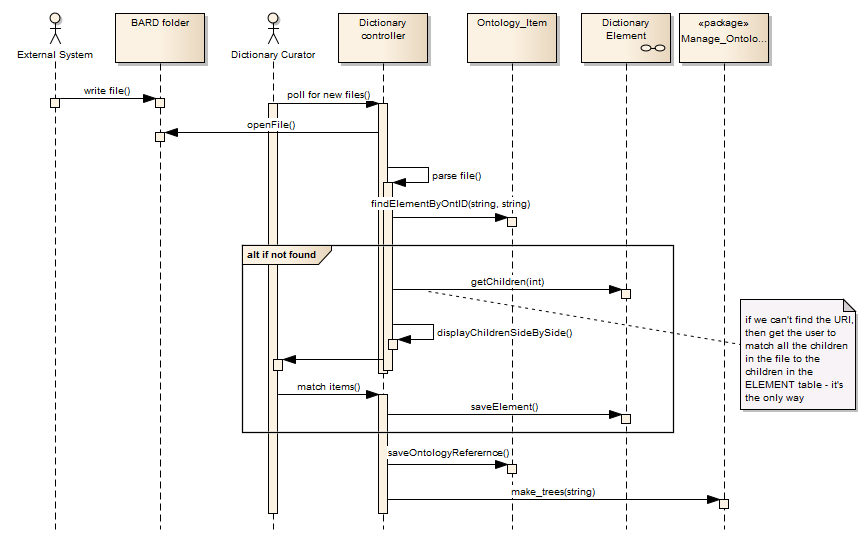 External System
BARD folder
Dictionary Curator
Dictionary
controller
Ontology_Item
Dictionary
Element
«package»
Manage_Ontolo...
write file()
poll for new files()
openFile()
parse file()
findElementByOntID(string, string)
alt if not found
getChildren(int)
displayChildrenSideBySide()
if we can't find the URI,
then get the user to
match all the children
in the file to the
children in the
ELEMENT table - it's
the only way
match items()
saveElement()
saveOntologyReferernce()
make_trees(string)